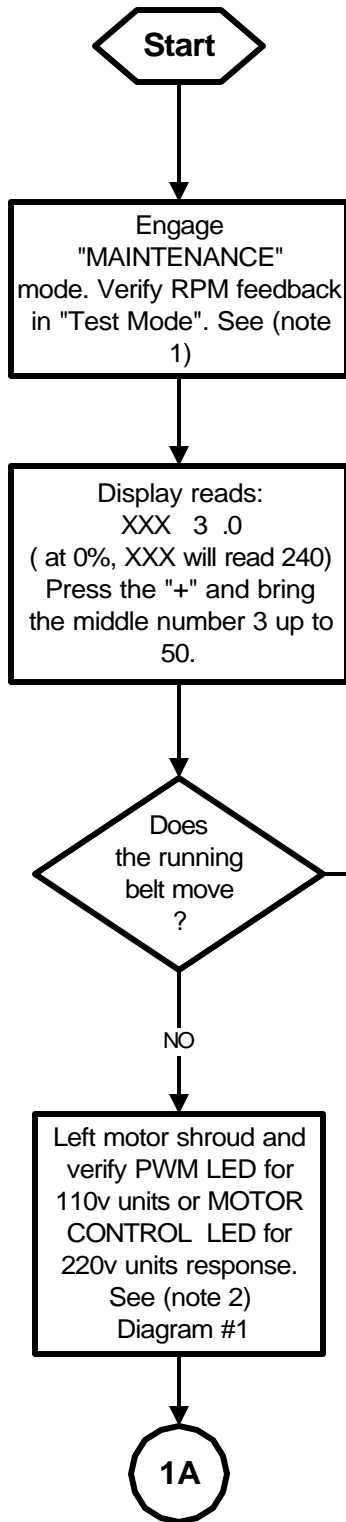 Start
Engage
"MAINTENANCE"
mode. Verify RPM feedback
in "Test Mode". See (note
1)
Display reads:
XXX 3 .0
( at 0%, XXX will read 240)
Press the "+" and bring
the middle number 3 up to
50.
Does
the running
belt move
?
NO
Left motor shroud and
verify PWM LED for
110v units or MOTOR
CONTROL LED for
220v units response.
See (note 2)
Diagram #1
1A